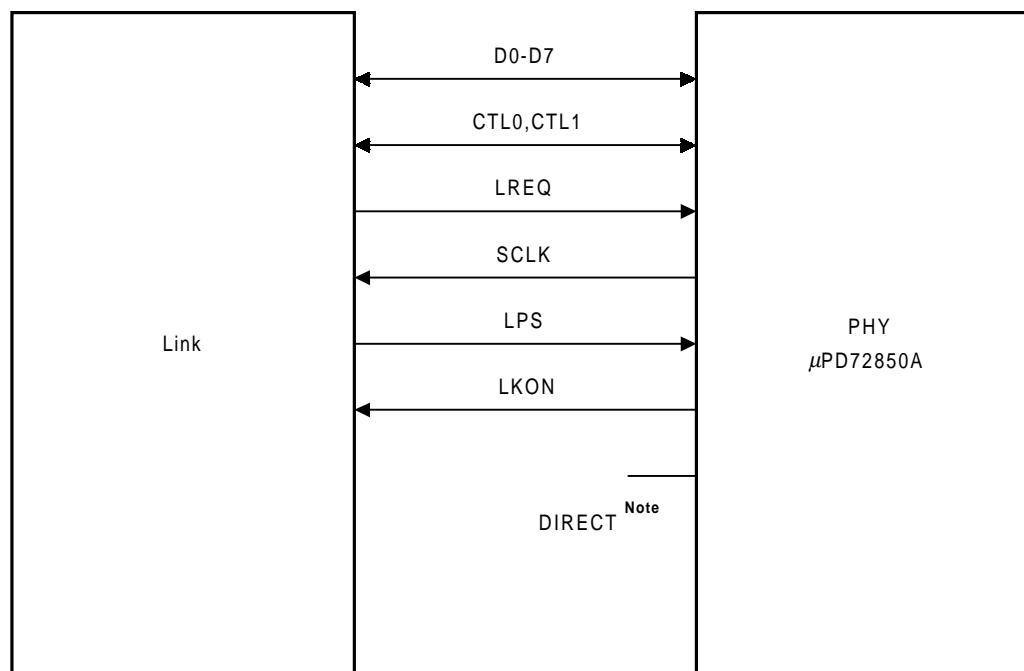 D0-D7
CTL0,CTL1
LREQ
SCLK
LPS
LKON
Link
PHY
μPD72850A
DIRECT Note